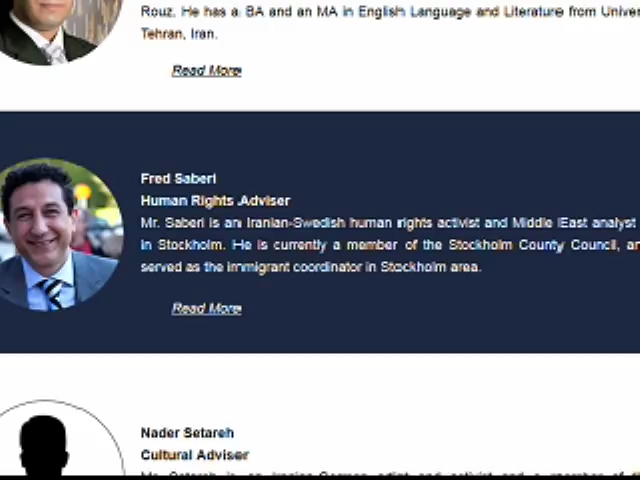 Rouz. He has a BA and an MA in English Language and Literature from
Tehran, Iran.
Read More
Fred Saberi
Human Rights Adviser
Mr. Saberi is an Iranian-Swedish human rights activist and Middle East analyst
in Stockholm. He is currently a member of the Stockholm County Council,
served as the immigrant coordinator in Stockholm area.
Read More
Nader Setareh
Cultural Adviser